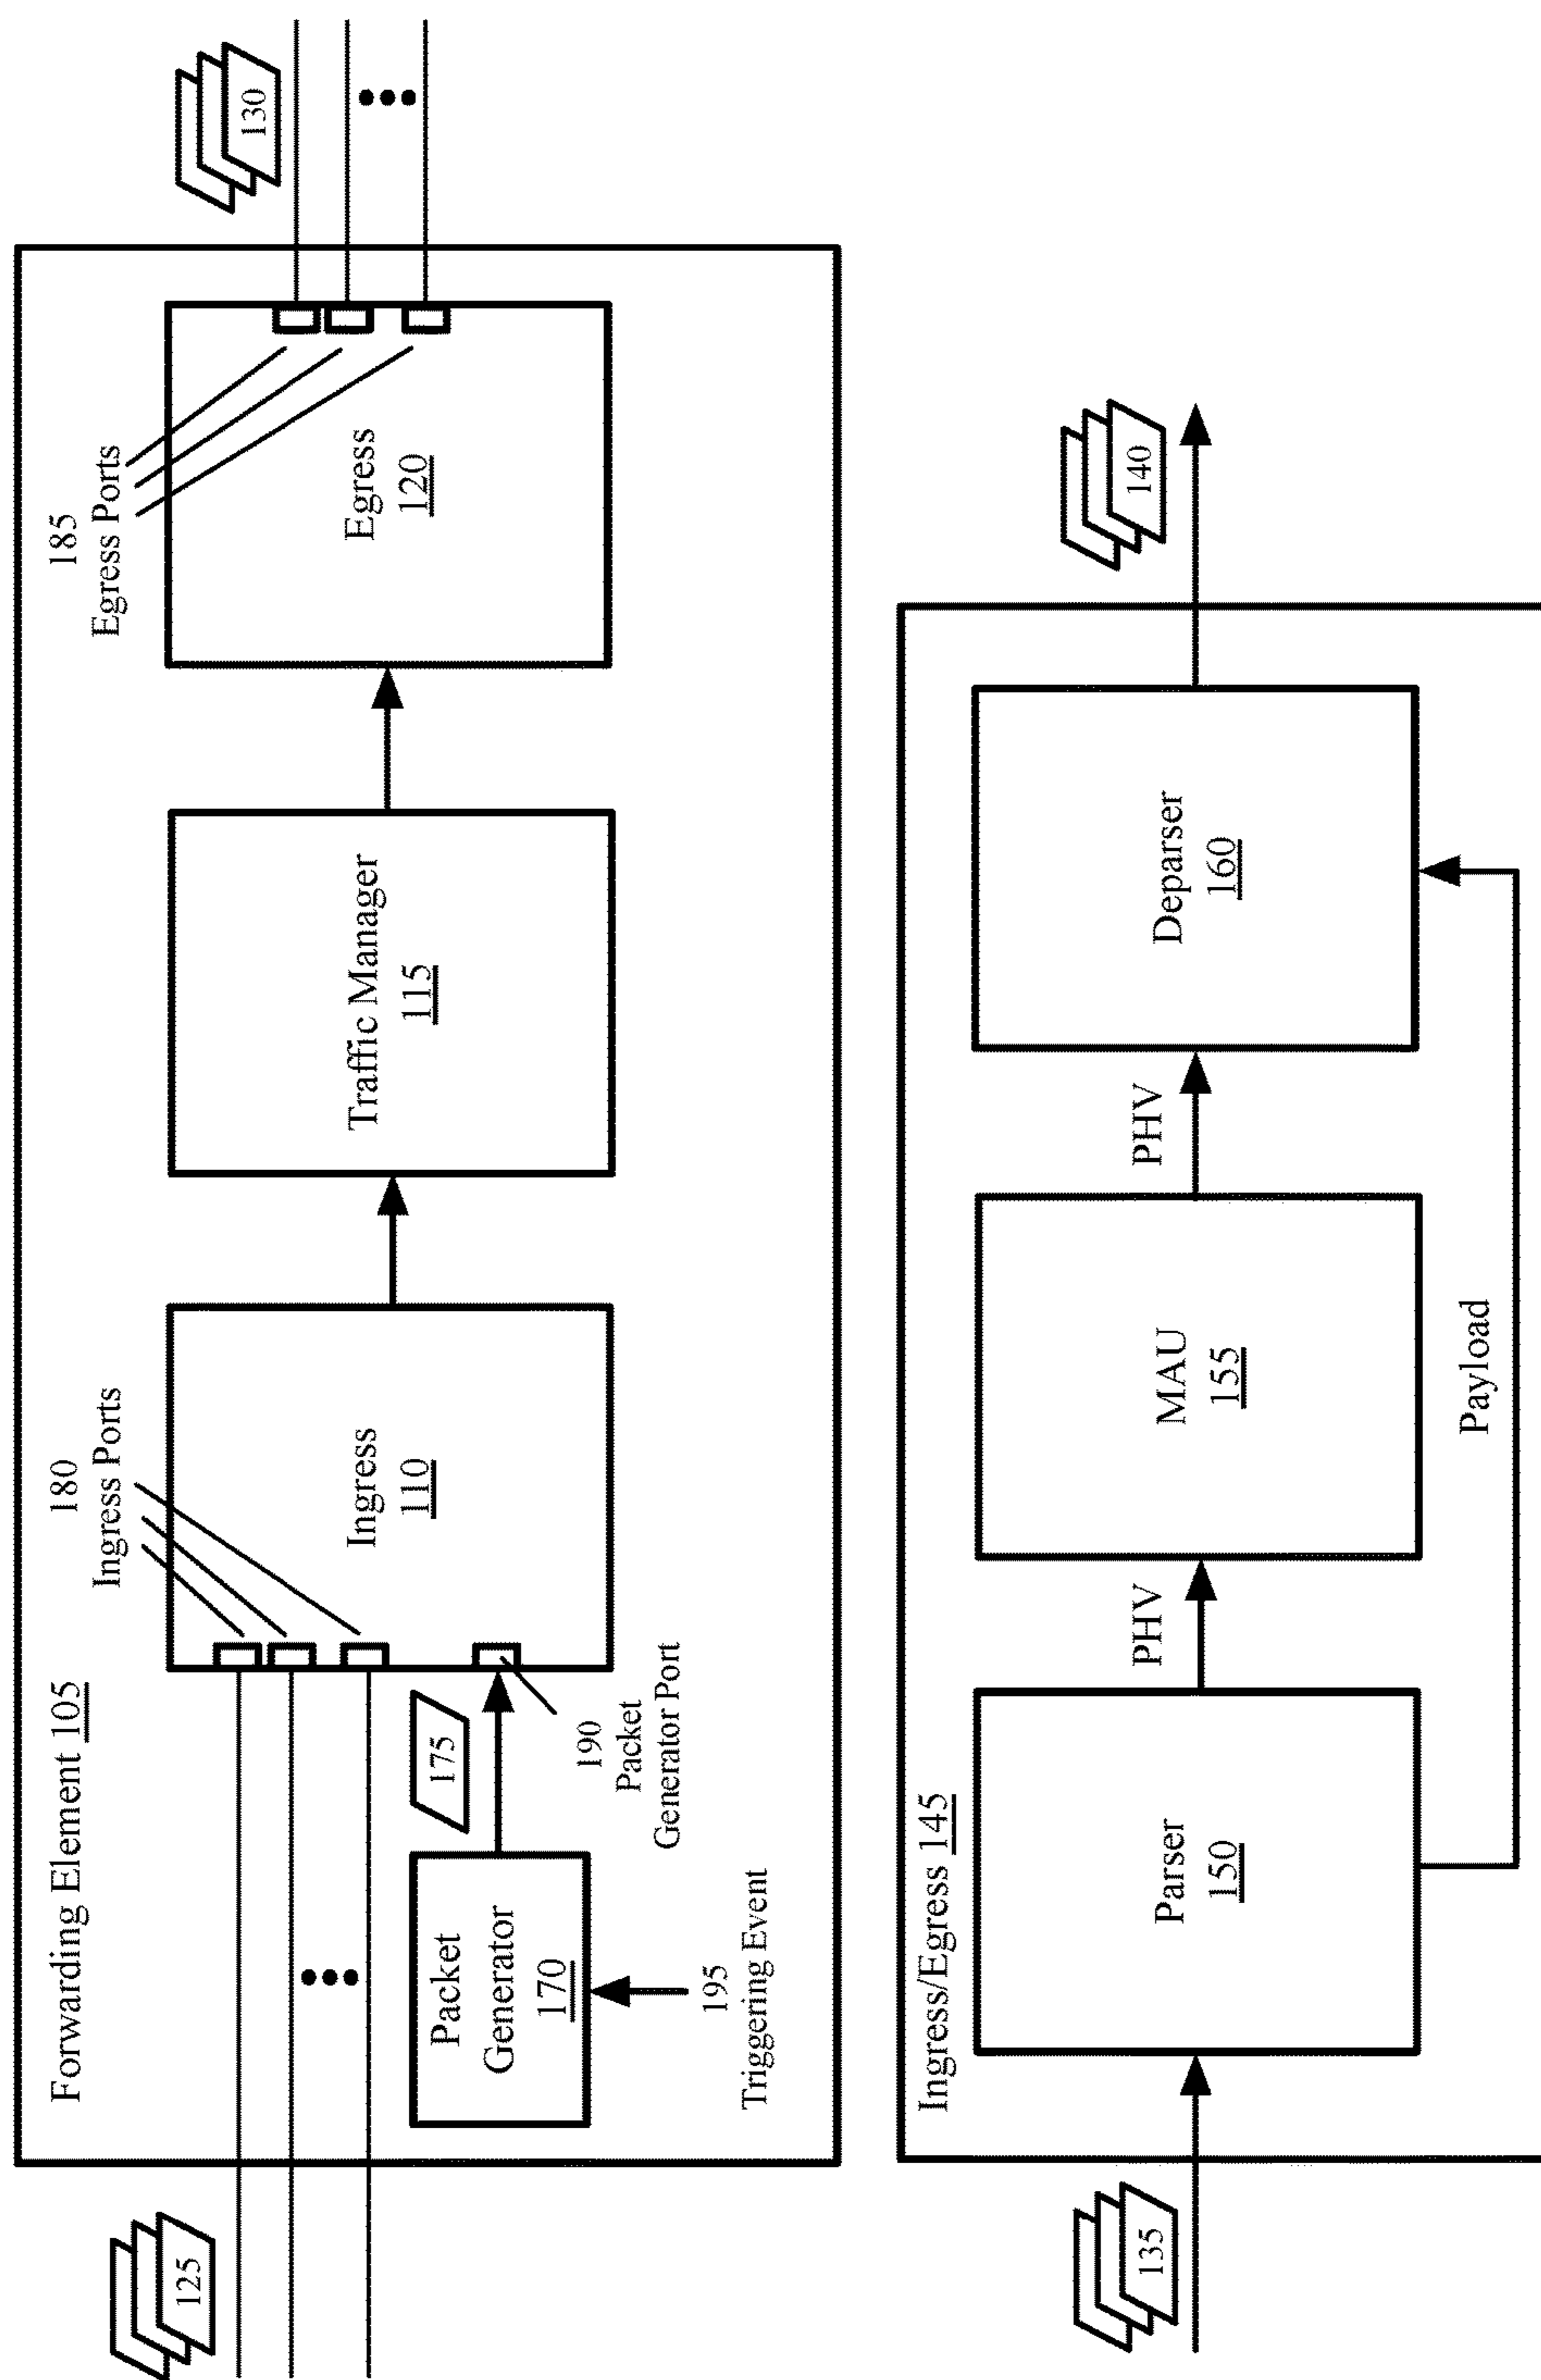 Forwarding Element 105
125
180
Ingress Ports
Ingress
110
Traffic Manager
115
185
Egress Ports
Egress
120
130
Packet
Generator
170
175
190
Packet
Generator Port
195
Triggering Event
Ingress/Egress 145
135
Parser
150
PHV
MAU
155
PHV
Deparser
160
140
Payload